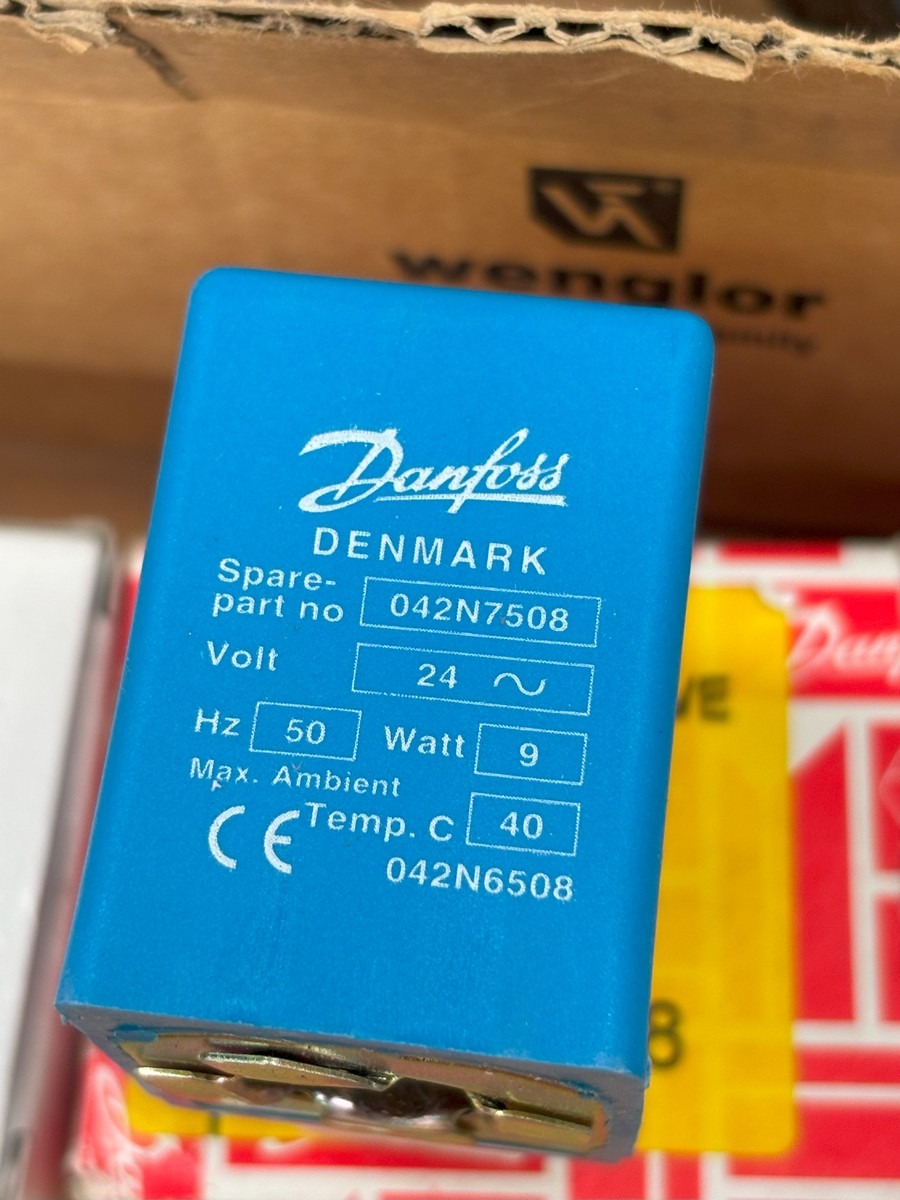 wenglor
Danfoss
DENMARK
Spare-
part no 042N7508
Volt 24 ~
Hz 50 Watt 9
Max. Ambient
Temp. C 40
CE
042N6508
8